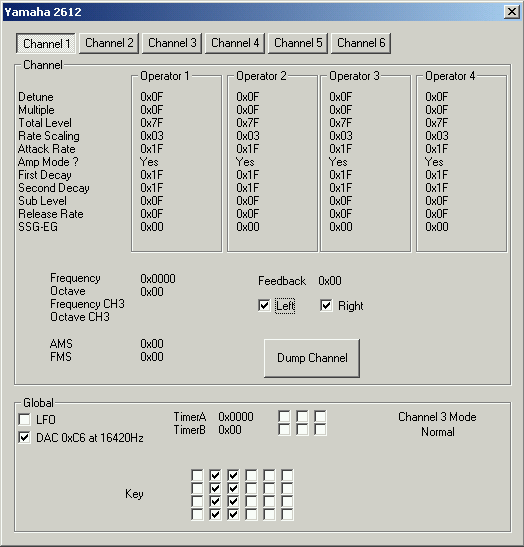 Yamaha 2612
Channel 1 Channel 2 Channel 3 Channel 4 Channel 5 Channel 6
Channel
Operator 1 Operator 2 Operator 3 Operator 4
Detune 0x0F 0x0F 0x0F 0x0F
Multiple 0x0F 0x0F 0x0F 0x0F
Total Level 0x7F 0x7F 0x7F 0x7F
Rate Scaling 0x03 0x03 0x03 0x03
Attack Rate 0x1F 0x1F 0x1F 0x1F
Amp Mode ? Yes Yes Yes Yes
First Decay 0x1F 0x1F 0x1F 0x1F
Second Decay 0x1F 0x1F 0x1F 0x1F
Sub Level 0x0F 0x0F 0x0F 0x0F
Release Rate 0x0F 0x0F 0x0F 0x0F
SSG-EG 0x00 0x00 0x00 0x00
Frequency 0x0000 Feedback 0x00
Octave 0x00
Frequency CH3 Left Right
Octave CH3
AMS 0x00
FMS 0x00
Dump Channel
Global
LFO TimerA 0x0000 Channel 3 Mode
DAC 0xC6 at 16420Hz TimerB 0x00 Normal
Key